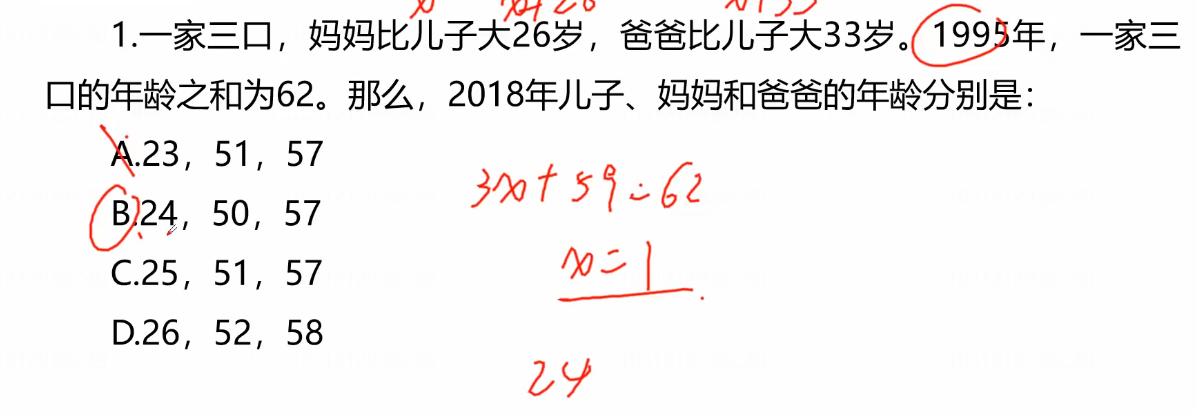 x x+26 x+33
1.一家三口，妈妈比儿子大26岁，爸爸比儿子大33岁。1995年，一家三
口的年龄之和为62。那么，2018年儿子、妈妈和爸爸的年龄分别是：
A.23，51，57
B.24，50，57
3x+59=62
C.25，51，57
x=1
D.26，52，58
24